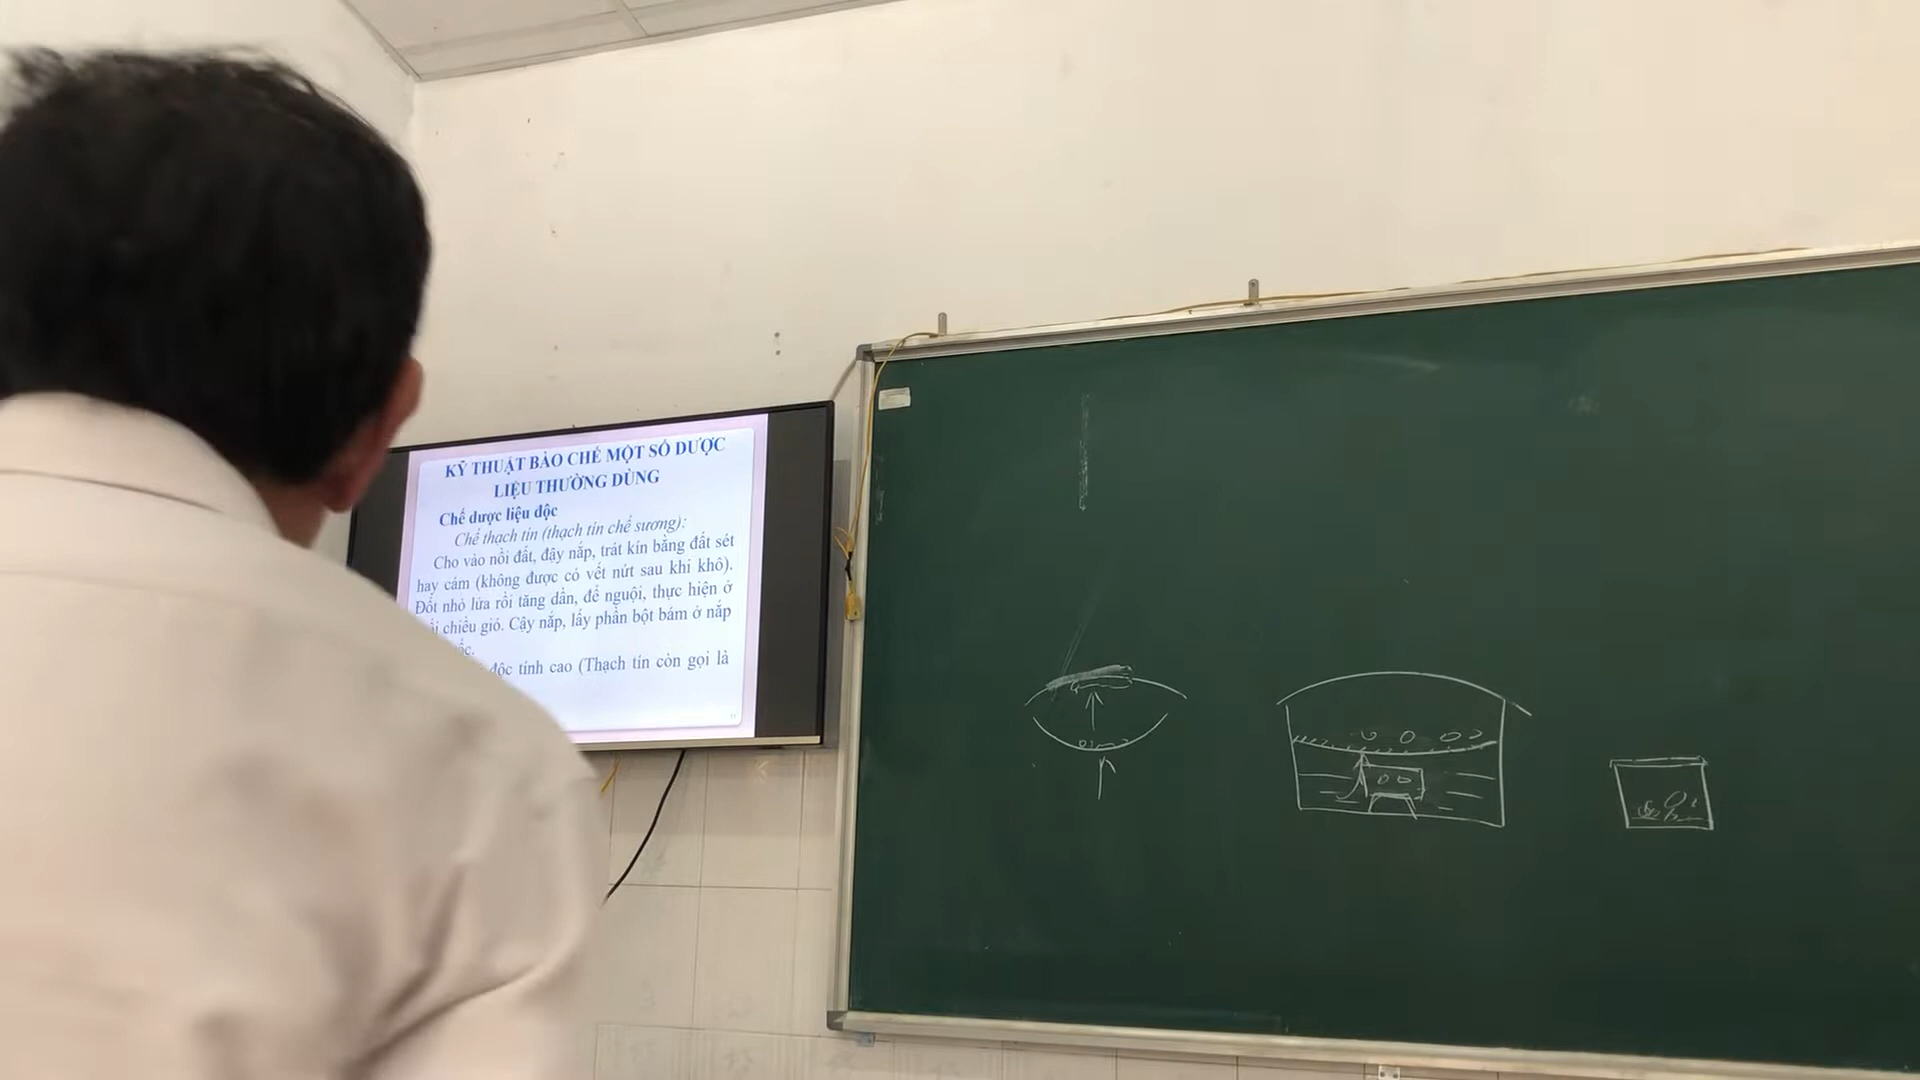 KỸ THUẬT BÀO CHẾ MỘT SỐ DƯỢC
LIỆU THƯỜNG DÙNG
Chế dược liệu độc
Chế thạch tín (thạch tín chế sương):
Cho vào nồi đất, đậy nắp, trát kín bằng đất sét
hay cám (không được có vết nứt sau khi khô).
Đốt nhỏ lửa rồi tăng dần, để nguội, thực hiện ở
chiều gió. Cậy nắp, lấy phần bột bám ở nắp
độc tính cao (Thạch tín còn gọi là